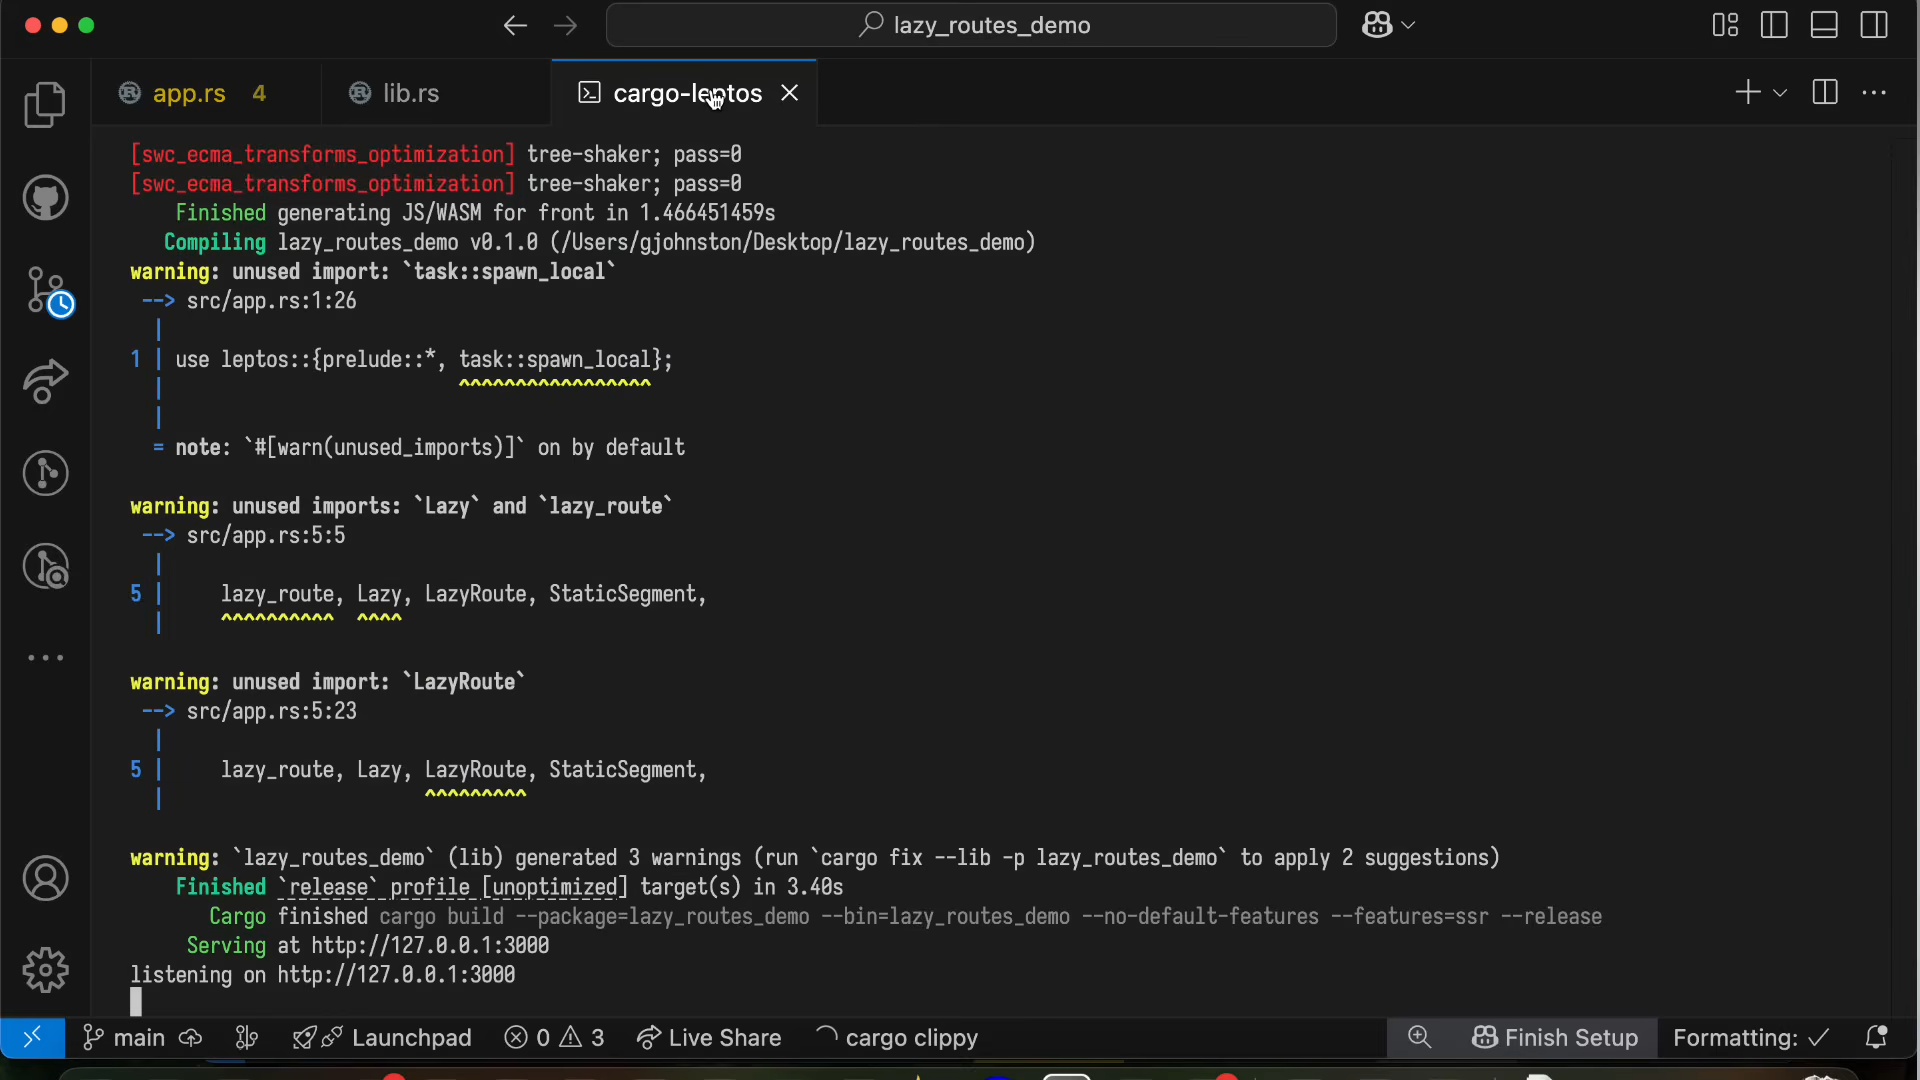 lazy_routes_demo
app.rs 4 lib.rs cargo-leptos
[swc_ecma_transforms_optimization] tree-shaker; pass=0
[swc_ecma_transforms_optimization] tree-shaker; pass=0
Finished generating JS/WASM for front in 1.466451459s
Compiling lazy_routes_demo v0.1.0 (/Users/gjohnston/Desktop/lazy_routes_demo)
warning: unused import: `task::spawn_local`
--> src/app.rs:1:26
|
1 | use leptos::{prelude::*, task::spawn_local};
| ^^^^^^^^^^^^^^^^^
|
= note: `#[warn(unused_imports)]` on by default
warning: unused imports: `Lazy` and `lazy_route`
--> src/app.rs:5:5
|
5 | lazy_route, Lazy, LazyRoute, StaticSegment,
| ^^^^^^^^^^ ^^^^
warning: unused import: `LazyRoute`
--> src/app.rs:5:23
|
5 | lazy_route, Lazy, LazyRoute, StaticSegment,
| ^^^^^^^^^
warning: `lazy_routes_demo` (lib) generated 3 warnings (run `cargo fix --lib -p lazy_routes_demo` to apply 2 suggestions)
Finished `release` profile [unoptimized] target(s) in 3.40s
Cargo finished cargo build --package=lazy_routes_demo --bin=lazy_routes_demo --no-default-features --features=ssr --release
Serving at http://127.0.0.1:3000
listening on http://127.0.0.1:3000
main Launchpad 0 3 Live Share cargo clippy Finish Setup Formatting: ✓